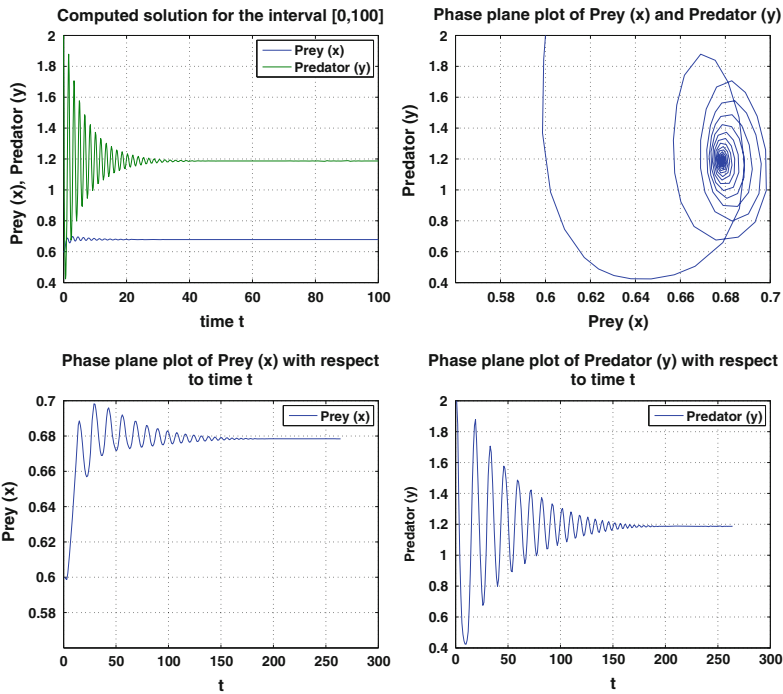 Computed solution for the interval [0,100]
Prey (x), Predator (y)
2
1.8
1.6
1.4
1.2
1
0.8
0.6
0.4
0 20 40 60 80 100
time t
Prey (x)
Predator (y)
Phase plane plot of Prey (x) and Predator (y)
Predator (y)
2
1.8
1.6
1.4
1.2
1
0.8
0.6
0.4
0.58 0.6 0.62 0.64 0.66 0.68 0.7
Prey (x)
Phase plane plot of Prey (x) with respect
to time t
Prey (x)
0.7
0.68
0.66
0.64
0.62
0.6
0.58
0 50 100 150 200 250 300
t
Prey (x)
Phase plane plot of Predator (y) with respect
to time t
Predator (y)
2
1.8
1.6
1.4
1.2
1
0.8
0.6
0.4
0 50 100 150 200 250 300
t
Predator (y)